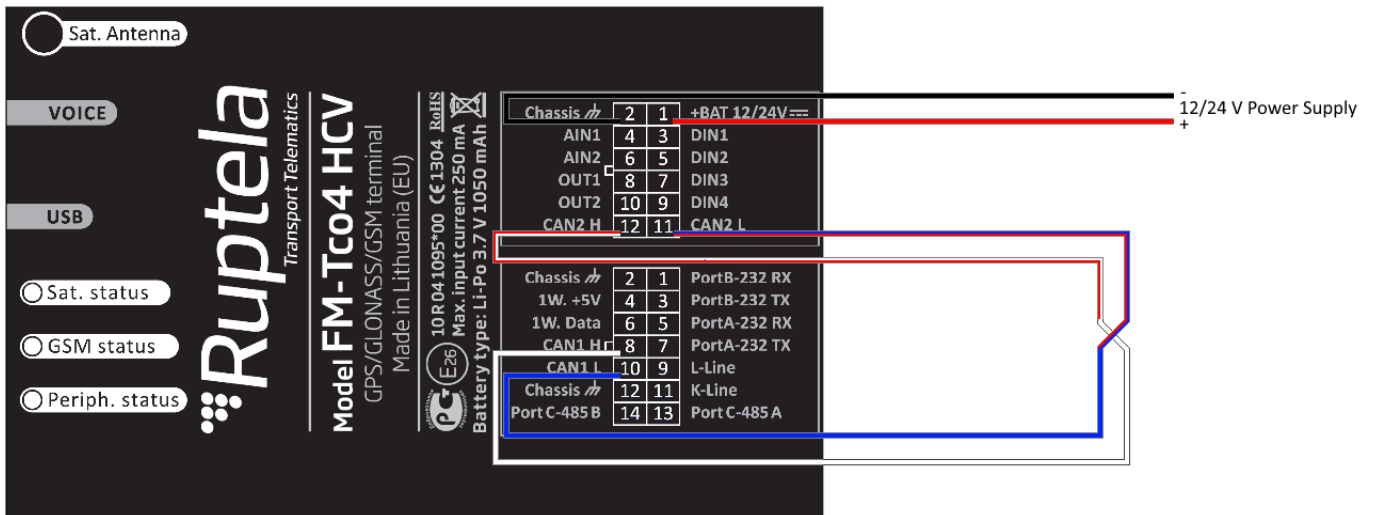 Sat. Antenna
VOICE
USB
Sat. status
GSM status
Periph. status
Ruptela
Transport Telematics
Model FM-Tco4 HCV
GPS/GLONASS/GSM terminal
Made in Lithuania (EU)
10 R 04 1095*00 CE1304 RoHS
Max. input current 250 mA
Battery type: Li-Po 3.7 V 1050 mAh
E26
Chassis 2 1 +BAT 12/24V
AIN1 4 3 DIN1
AIN2 6 5 DIN2
OUT1 8 7 DIN3
OUT2 10 9 DIN4
CAN2 H 12 11 CAN2 L
Chassis 2 1 PortB-232 RX
1W. +5V 4 3 PortB-232 TX
1W. Data 6 5 PortA-232 RX
CAN1 H 8 7 PortA-232 TX
CAN1 L 10 9 L-Line
Chassis 12 11 K-Line
Port C-485 B 14 13 Port C-485 A
-
12/24 V Power Supply
+